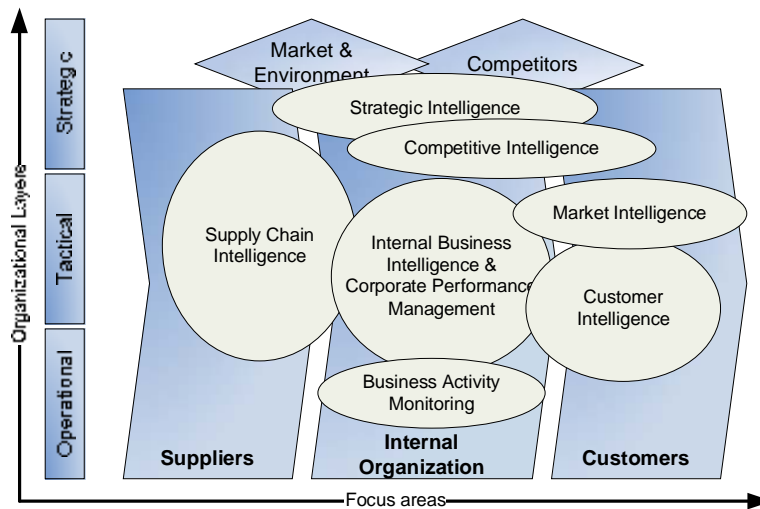 Organizational Layers
Strategic
Tactical
Operational
Market &
Environment
Competitors
Strategic Intelligence
Competitive Intelligence
Market Intelligence
Supply Chain
Intelligence
Internal Business
Intelligence &
Corporate Performance
Management
Customer
Intelligence
Business Activity
Monitoring
Suppliers
Internal
Organization
Customers
Focus areas